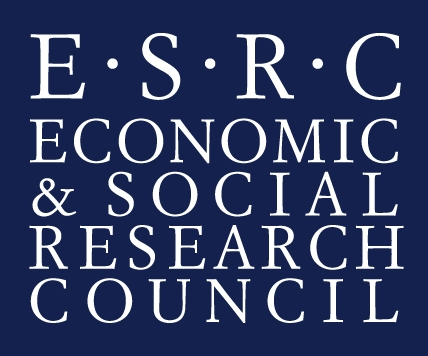 E·S·R·C
ECONOMIC
& SOCIAL
RESEARCH
COUNCIL